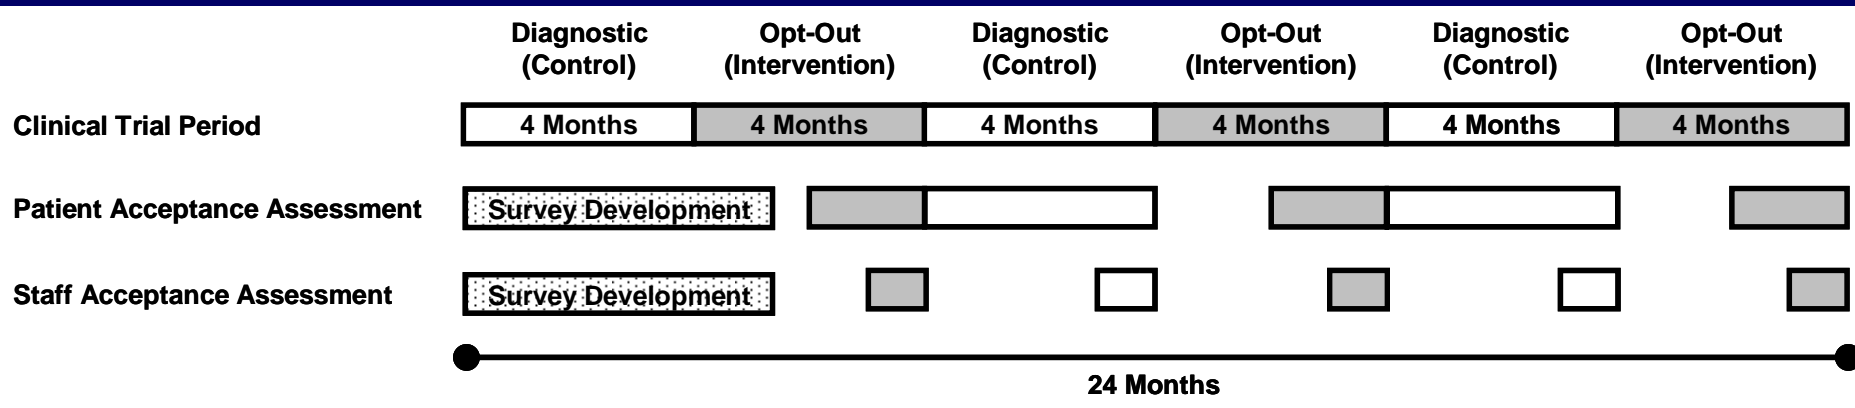 Diagnostic Opt-Out Diagnostic Opt-Out Diagnostic Opt-Out
(Control) (Intervention) (Control) (Intervention) (Control) (Intervention)
Clinical Trial Period 4 Months 4 Months 4 Months 4 Months 4 Months 4 Months
Patient Acceptance Assessment Survey Development
Staff Acceptance Assessment Survey Development
24 Months